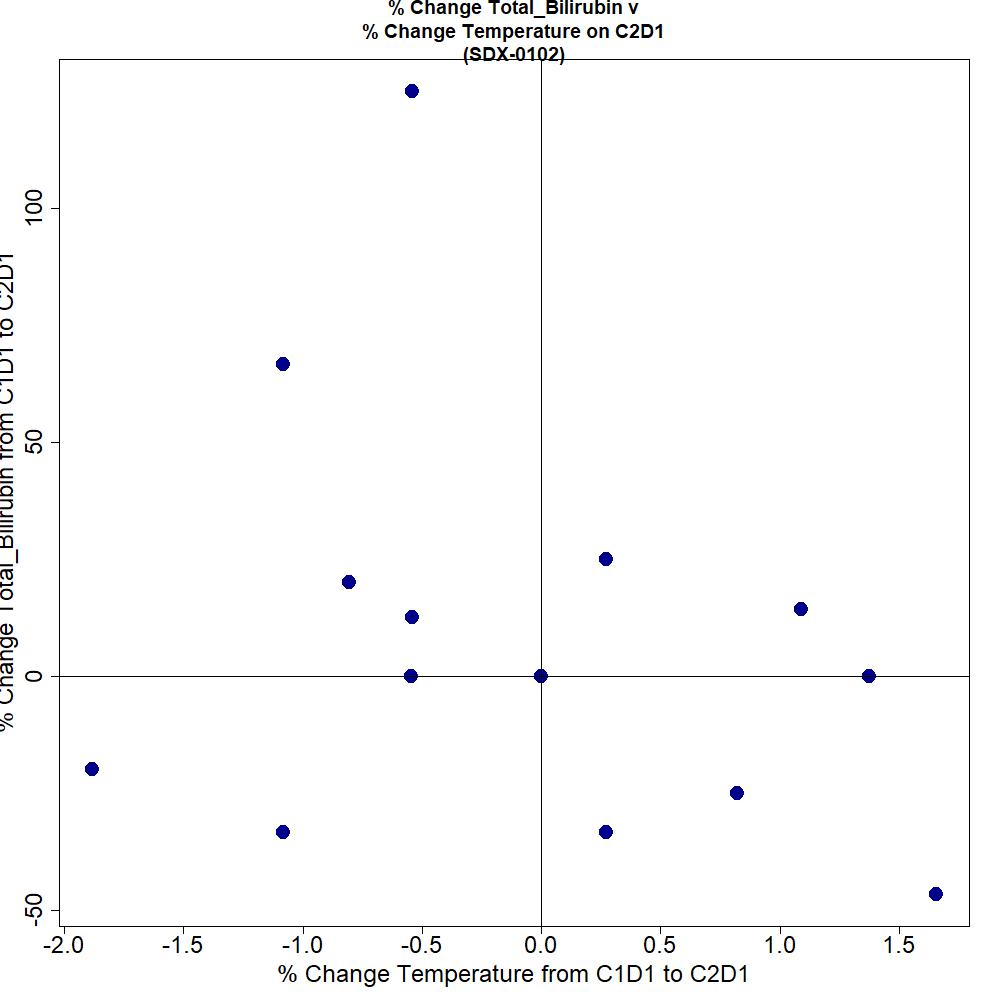 % Change Total_Bilirubin v
% Change Temperature on C2D1
(SDX-0102)
% Change Total_Bilirubin from C1D1 to C2D1
100
50
0
-50
-2.0 -1.5 -1.0 -0.5 0.0 0.5 1.0 1.5
% Change Temperature from C1D1 to C2D1